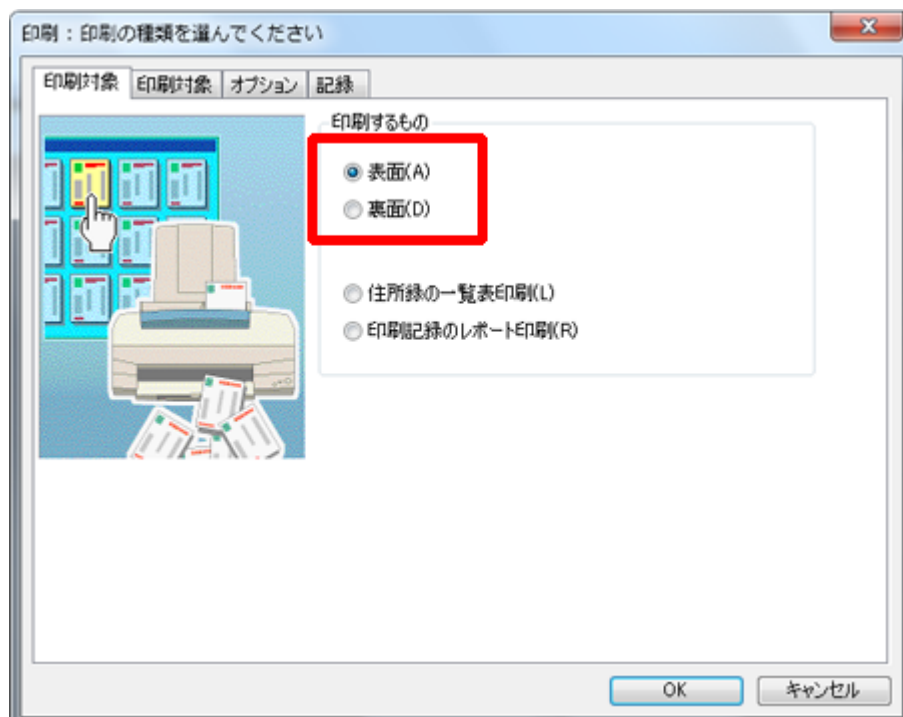 印刷：印刷の種類を選んでください
印刷対象 印刷対象 オプション 記録
印刷するもの
表面(A)
裏面(D)
住所録の一覧表印刷(L)
印刷記録のレポート印刷(R)
OK キャンセル